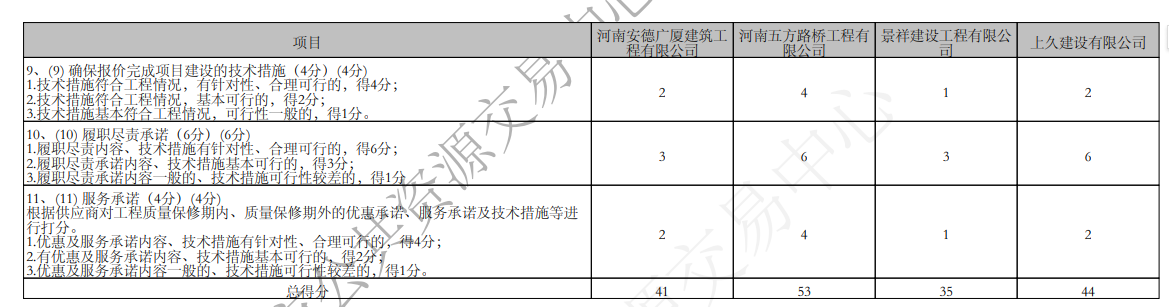 项目
河南安德广厦建筑工
程有限公司
河南五方路桥工程有
限公司
景祥建设工程有限公
司
上久建设有限公司
9、(9) 确保报价完成项目建设的技术措施（4分）(4分)
1.技术措施符合工程情况，有针对性、合理可行的，得4分；
2.技术措施符合工程情况，基本可行的，得2分；
3.技术措施基本符合工程情况，可行性一般的，得1分。
2
4
1
2
10、(10) 履职尽责承诺（6分）(6分)
1.履职尽责内容、技术措施有针对性、合理可行的，得6分；
2.履职尽责承诺内容、技术措施基本可行的，得3分；
3.履职尽责承诺内容一般的、技术措施可行性较差的，得1分
3
6
3
6
11、(11) 服务承诺（4分）(4分)
根据供应商对工程质量保修期内、质量保修期外的优惠承诺、服务承诺及技术措施等进
行打分。
1.优惠及服务承诺内容、技术措施有针对性、合理可行的，得4分；
2.有优惠及服务承诺内容、技术措施基本可行的，得2分；
3.优惠及服务承诺内容一般的、技术措施可行性较差的，得1分。
2
4
1
2
总得分
41
53
35
44
公共资源交易中心
交易中心